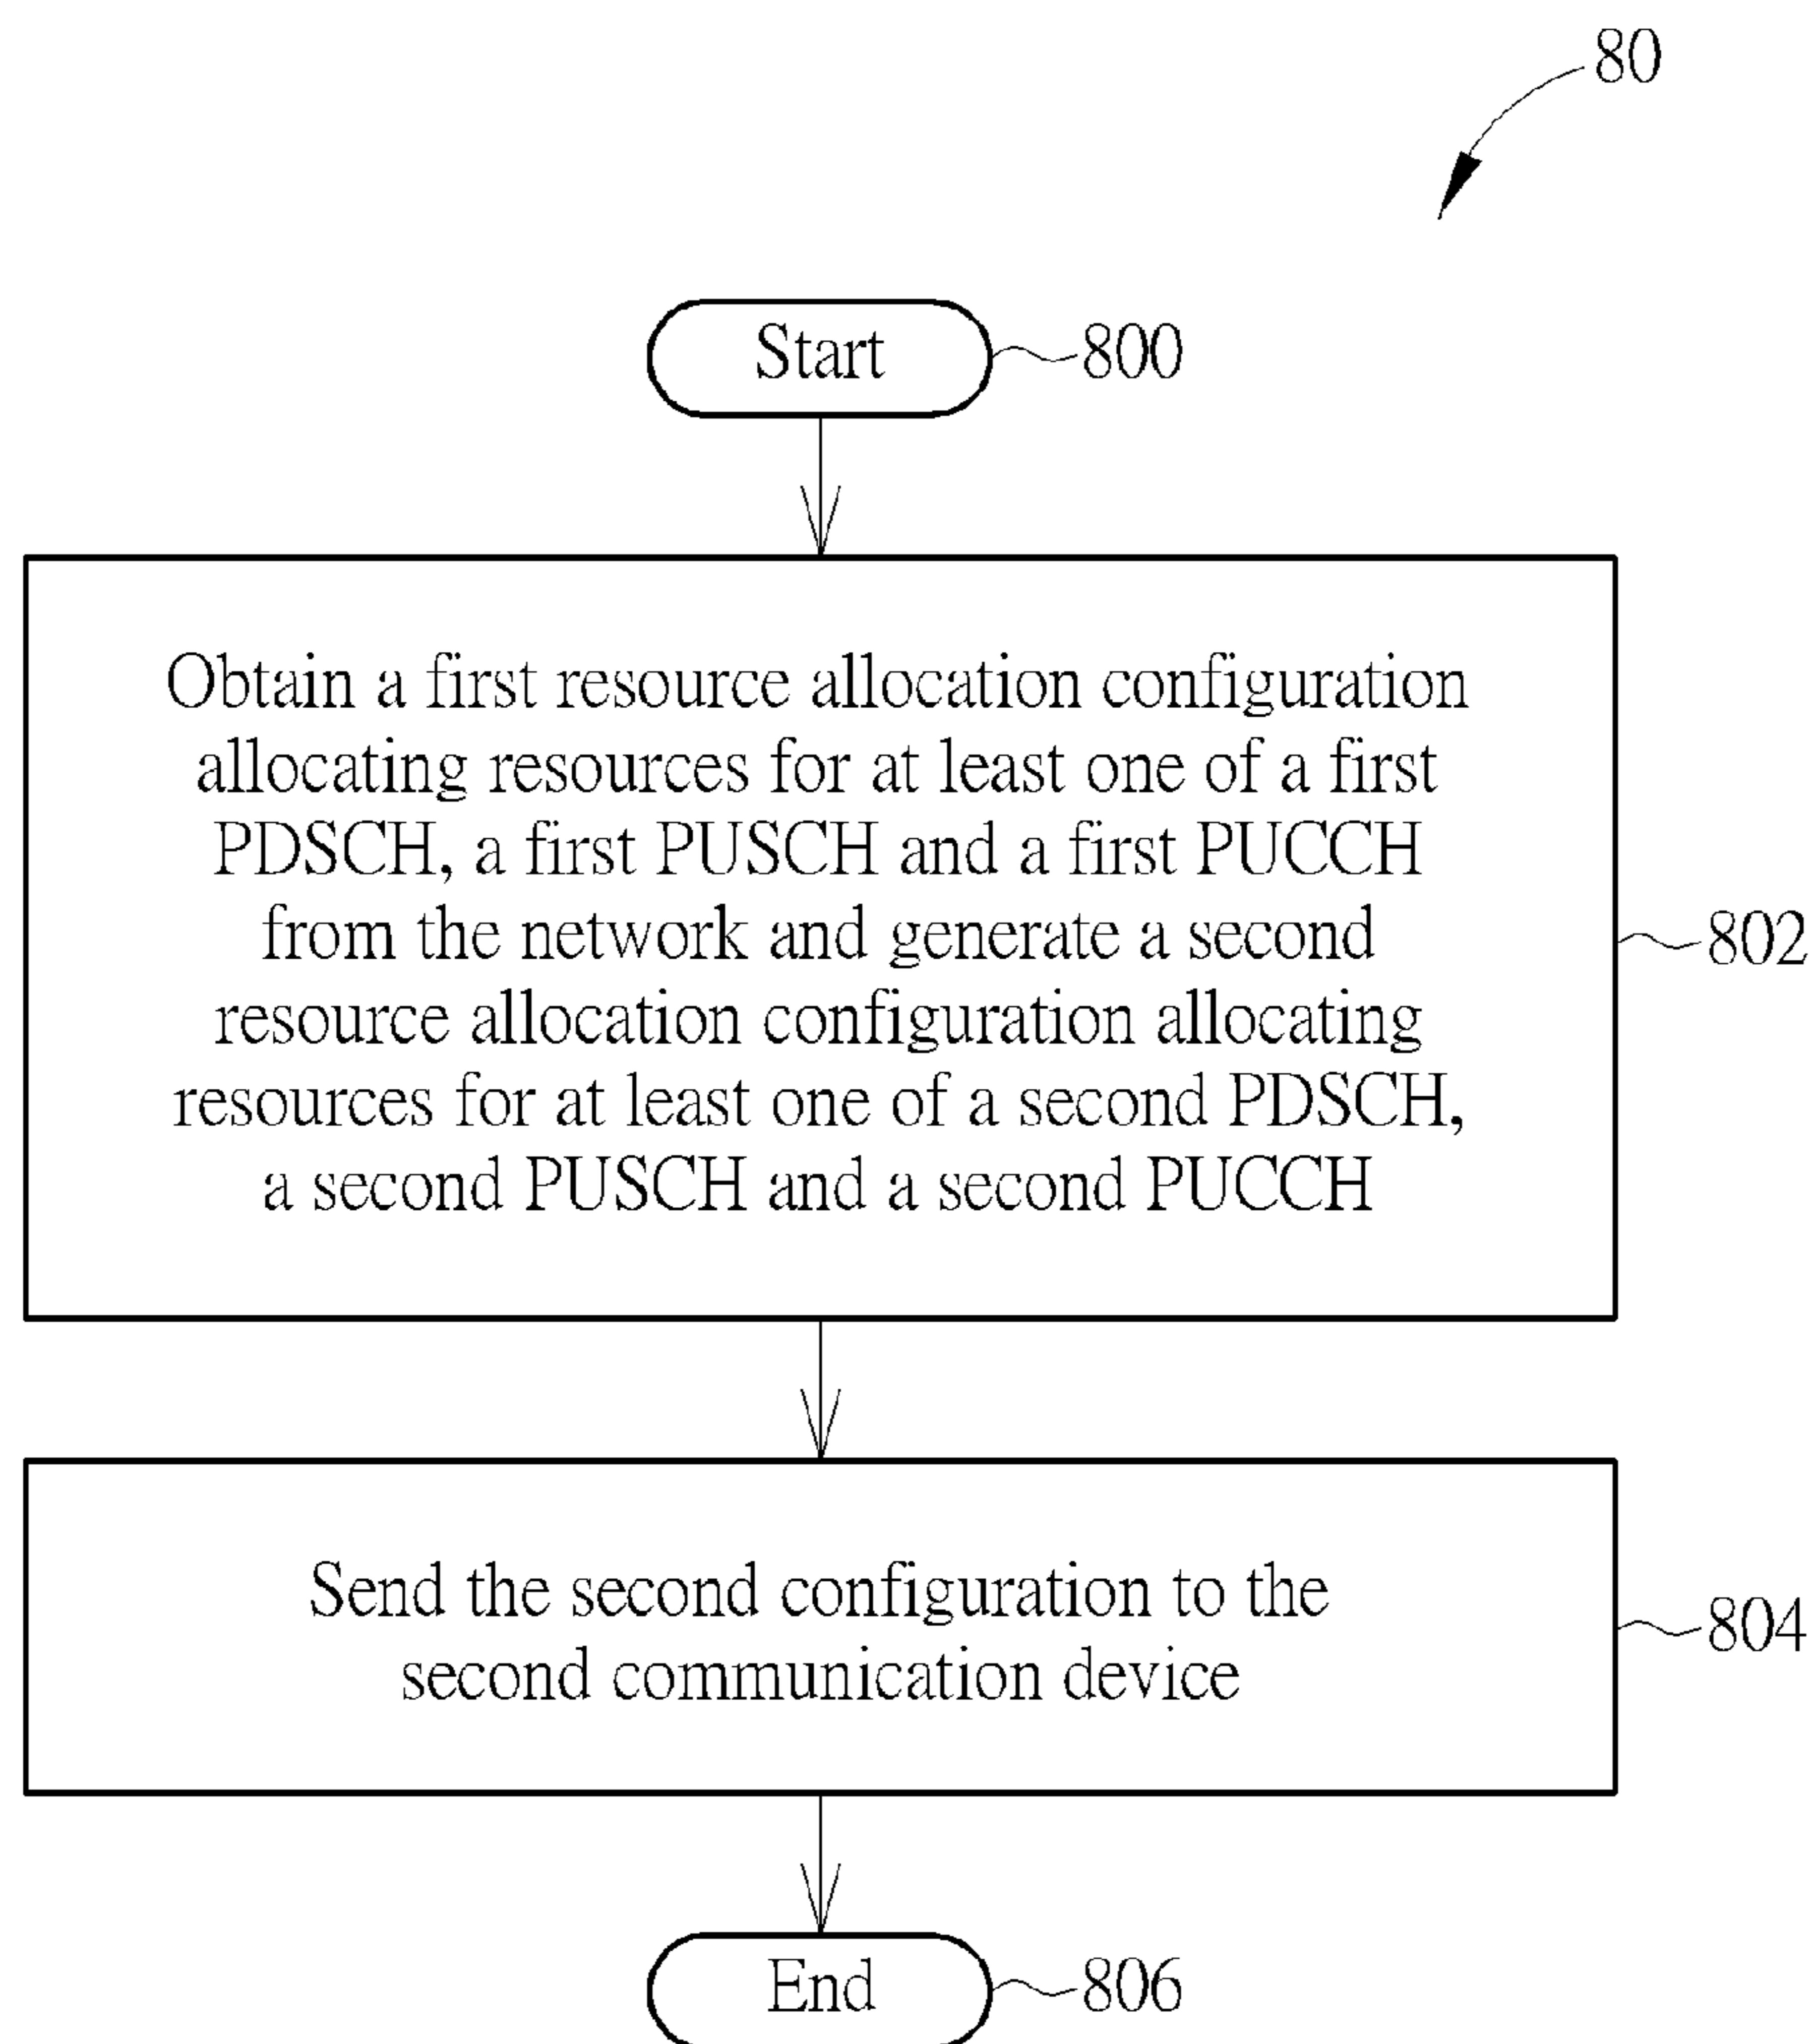 80
Start
800
Obtain a first resource allocation configuration
allocating resources for at least one of a first
PDSCH, a first PUSCH and a first PUCCH
from the network and generate a second
resource allocation configuration allocating
resources for at least one of a second PDSCH,
a second PUSCH and a second PUCCH
802
Send the second configuration to the
second communication device
804
End
806